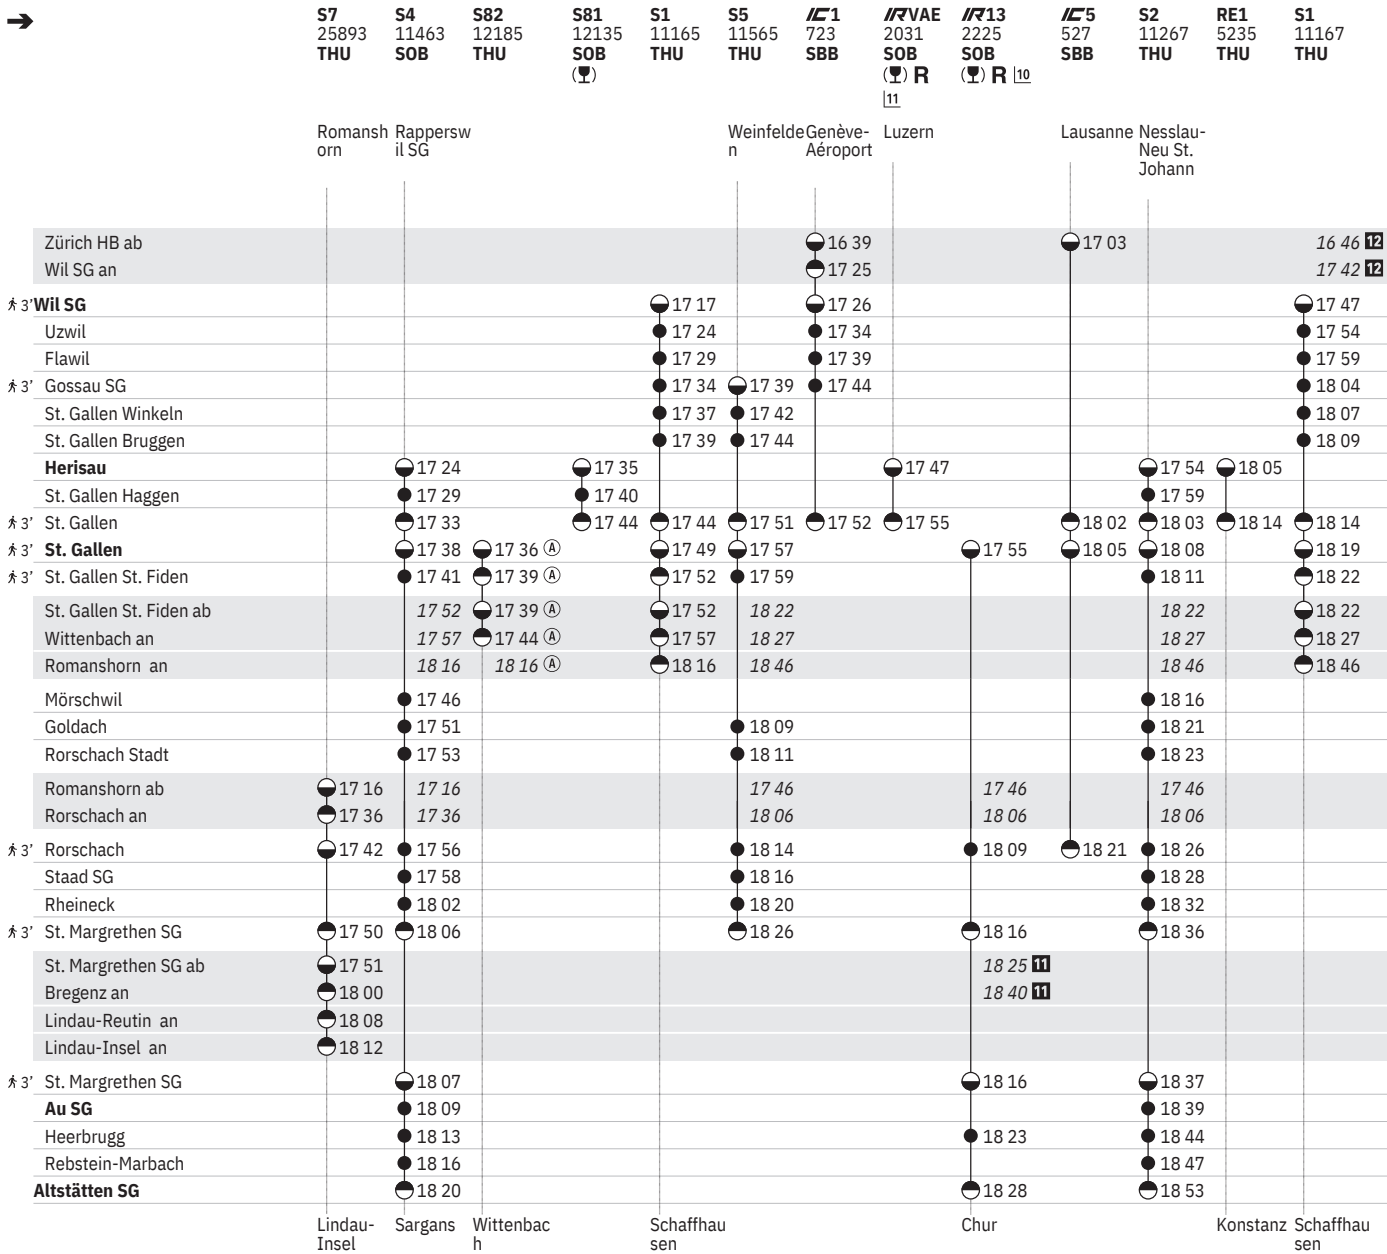 ➔ S7 S4 S82 S81 S1 S5 IC1 IRVAE IR13 IC5 S2 RE1 S1
25893 11463 12185 12135 11165 11565 723 2031 2225 527 11267 5235 11167
THU SOB THU SOB THU THU SBB SOB SOB SBB THU THU THU
R R 10
11
Romansh Rappersw Weinfelde Genève- Luzern Lausanne Nesslau-
orn il SG n Aéroport Neu St.
Johann
Zürich HB ab 16 39 17 03 16 46 12
Wil SG an 17 25 17 42 12
3' Wil SG 17 17 17 26 17 47
Uzwil 17 24 17 34 17 54
Flawil 17 29 17 39 17 59
3' Gossau SG 17 34 17 39 17 44 18 04
St. Gallen Winkeln 17 37 17 42 18 07
St. Gallen Bruggen 17 39 17 44 18 09
Herisau 17 24 17 35 17 47 17 54 18 05
St. Gallen Haggen 17 29 17 40 17 59
3' St. Gallen 17 33 17 44 17 44 17 51 17 52 17 55 18 02 18 03 18 14 18 14
3' St. Gallen 17 38 17 36 Ⓐ 17 49 17 57 17 55 18 05 18 08 18 19
3' St. Gallen St. Fiden 17 41 17 39 Ⓐ 17 52 17 59 18 11 18 22
St. Gallen St. Fiden ab 17 52 17 39 Ⓐ 17 52 18 22 18 22 18 22
Wittenbach an 17 57 17 44 Ⓐ 17 57 18 27 18 27 18 27
Romanshorn an 18 16 18 16 Ⓐ 18 16 18 46 18 46 18 46
Mörschwil 17 46 18 16
Goldach 17 51 18 09 18 21
Rorschach Stadt 17 53 18 11 18 23
Romanshorn ab 17 16 17 16 17 46 17 46 17 46
Rorschach an 17 36 17 36 18 06 18 06 18 06
3' Rorschach 17 42 17 56 18 14 18 09 18 21 18 26
Staad SG 17 58 18 16 18 28
Rheineck 18 02 18 20 18 32
3' St. Margrethen SG 17 50 18 06 18 26 18 16 18 36
St. Margrethen SG ab 17 51 18 25 11
Bregenz an 18 00 18 40 11
Lindau-Reutin an 18 08
Lindau-Insel an 18 12
3' St. Margrethen SG 18 07 18 16 18 37
Au SG 18 09 18 39
Heerbrugg 18 13 18 23 18 44
Rebstein-Marbach 18 16 18 47
Altstätten SG 18 20 18 28 18 53
Lindau- Sargans Wittenbac Schaffhau Chur Konstanz Schaffhau
Insel h sen sen